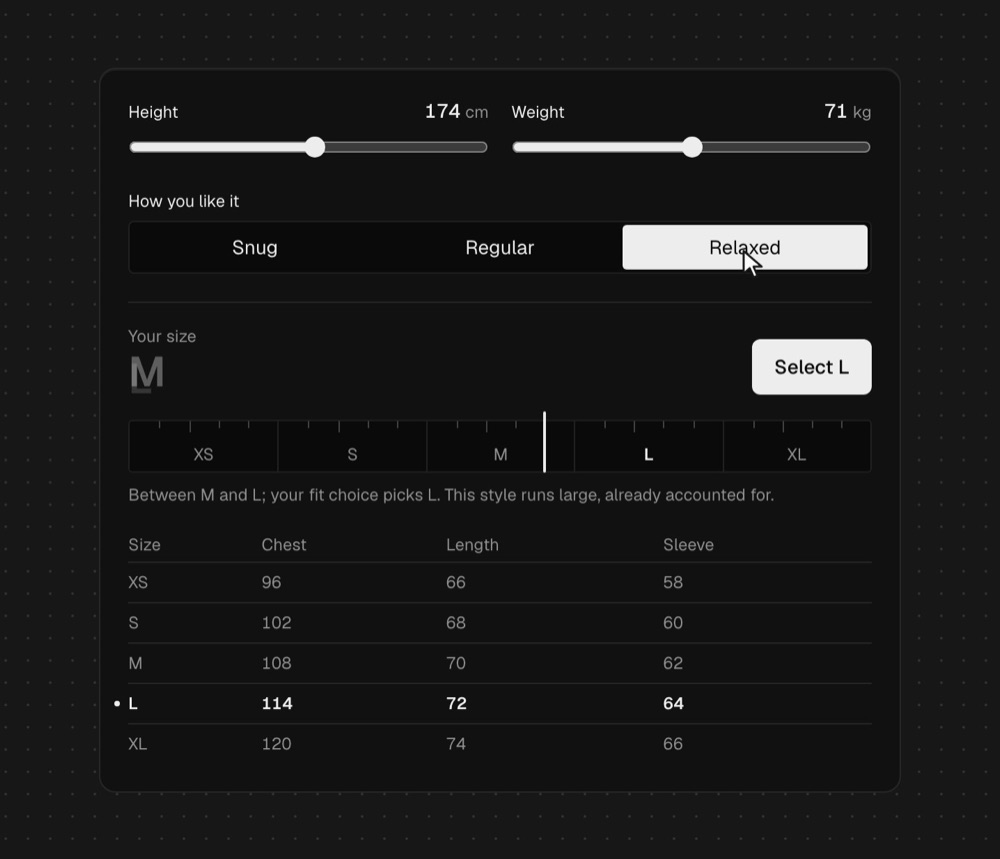 Height 174 cm Weight 71 kg
How you like it
Snug Regular Relaxed
Your size
M
Select L
XS S M L XL
Between M and L; your fit choice picks L. This style runs large, already accounted for.
Size Chest Length Sleeve
XS 96 66 58
S 102 68 60
M 108 70 62
L 114 72 64
XL 120 74 66